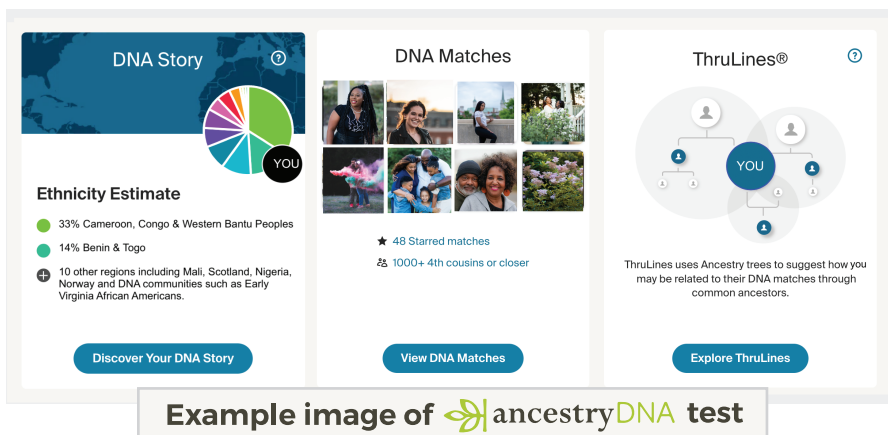 DNA Story
?
YOU
Ethnicity Estimate
33% Cameroon, Congo & Western Bantu Peoples
14% Benin & Togo
10 other regions including Mali, Scotland, Nigeria,
Norway and DNA communities such as Early
Virginia African Americans.
Discover Your DNA Story
DNA Matches
48 Starred matches
1000+ 4th cousins or closer
View DNA Matches
ThruLines®
?
YOU
ThruLines uses Ancestry trees to suggest how you
may be related to their DNA matches through
common ancestors.
Explore ThruLines
Example image of ancestryDNA test